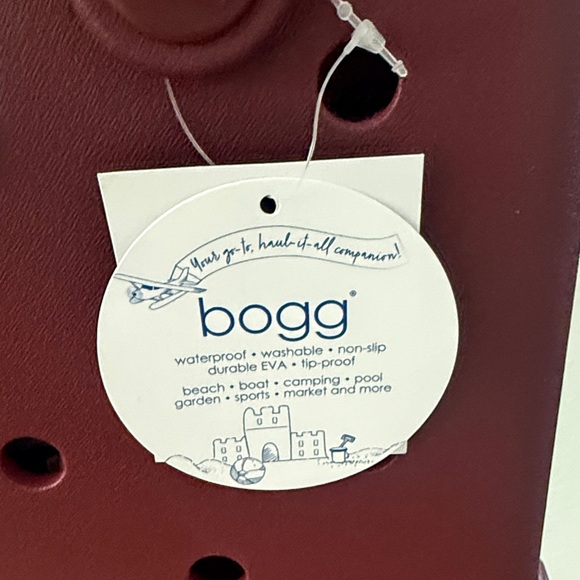 Your go-to, haul-it-all companion!
bogg®
waterproof • washable • non-slip
durable EVA • tip-proof
beach • boat • camping • pool
garden • sports • market and more